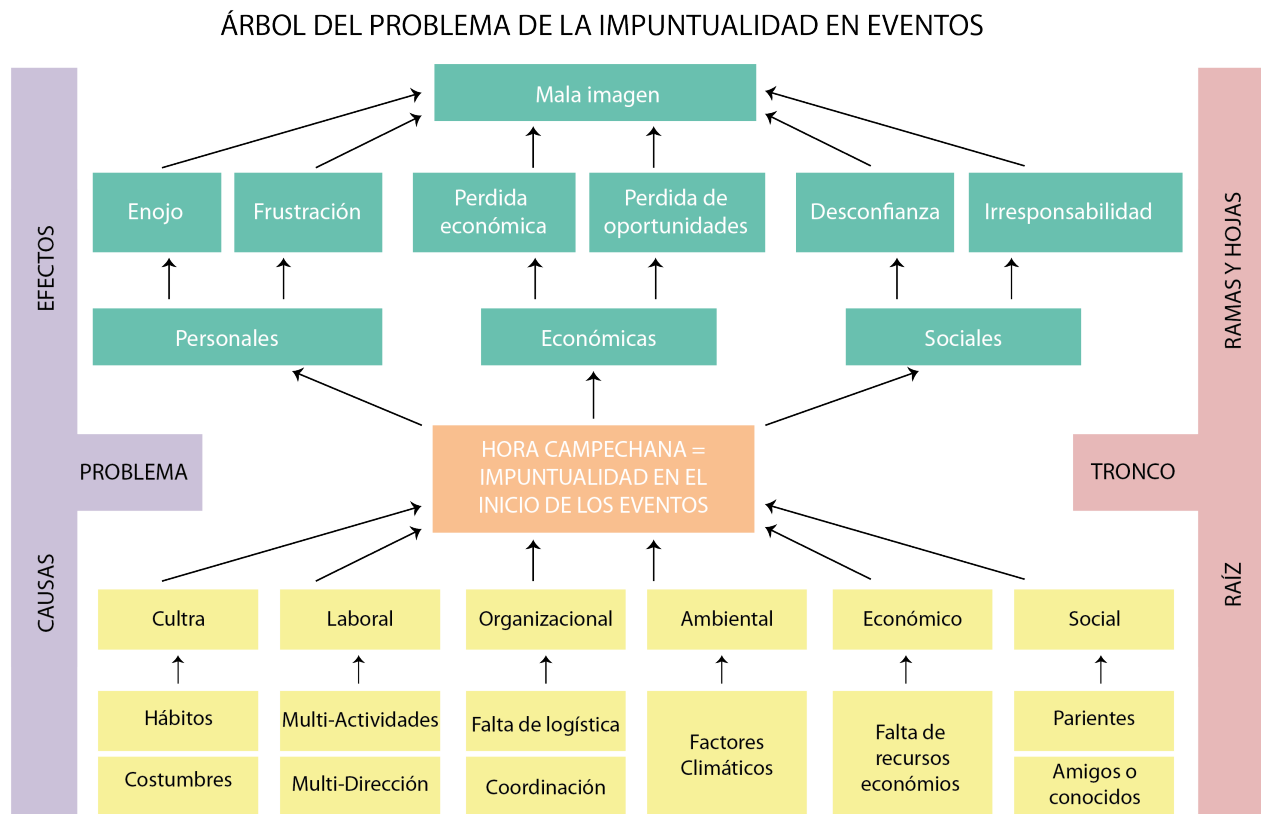 ÁRBOL DEL PROBLEMA DE LA IMPUNTUALIDAD EN EVENTOS
Mala imagen
Enojo
Frustración
Perdida
económica
Perdida de
oportunidades
Desconfianza
Irresponsabilidad
EFECTOS
RAMAS Y HOJAS
Personales
Económicas
Sociales
PROBLEMA
HORA CAMPECHANA =
IMPUNTUALIDAD EN EL
INICIO DE LOS EVENTOS
TRONCO
CAUSAS
RAÍZ
Cultra
Laboral
Organizacional
Ambiental
Económico
Social
Hábitos
Costumbres
Multi-Actividades
Multi-Dirección
Falta de logística
Coordinación
Factores
Climáticos
Falta de
recursos
económios
Parientes
Amigos o
conocidos